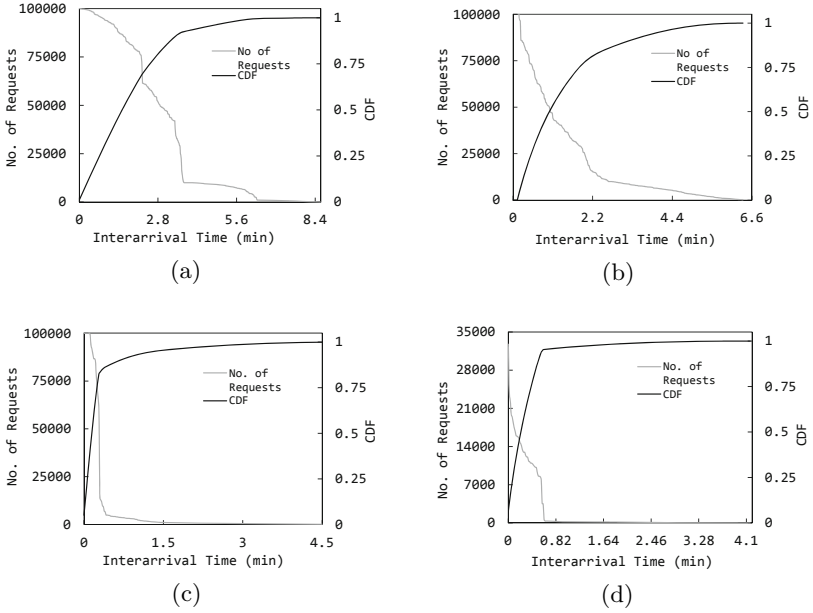 100000
75000
50000
25000
0
No. of Requests
No of
Requests
CDF
1
0.75
0.5
0.25
0
CDF
0 2.8 5.6 8.4
Interarrival Time (min)
(a)
100000
75000
50000
25000
0
No. of Requests
No of
Requests
CDF
1
0.75
0.5
0.25
0
CDF
0 2.2 4.4 6.6
Interarrival Time (min)
(b)
100000
75000
50000
25000
0
No. of Requests
No. of
Requests
CDF
1
0.75
0.5
0.25
0
CDF
0 1.5 3 4.5
Interarrival Time (min)
(c)
35000
28000
21000
14000
7000
0
No. of Requests
No. of
Requests
CDF
1
0.75
0.5
0.25
0
CDF
0 0.82 1.64 2.46 3.28 4.1
Interarrival Time (min)
(d)